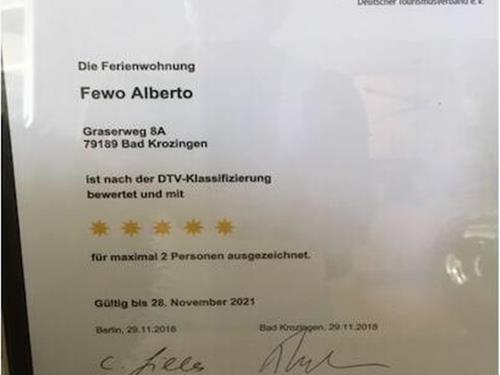 Deutscher Tourismusverband e.V.
Die Ferienwohnung
Fewo Alberto
Graserweg 8A
79189 Bad Krozingen
ist nach der DTV-Klassifizierung
bewertet und mit
für maximal 2 Personen ausgezeichnet.
Gültig bis 28. November 2021
Berlin, 29.11.2018
Bad Krozingen, 29.11.2018